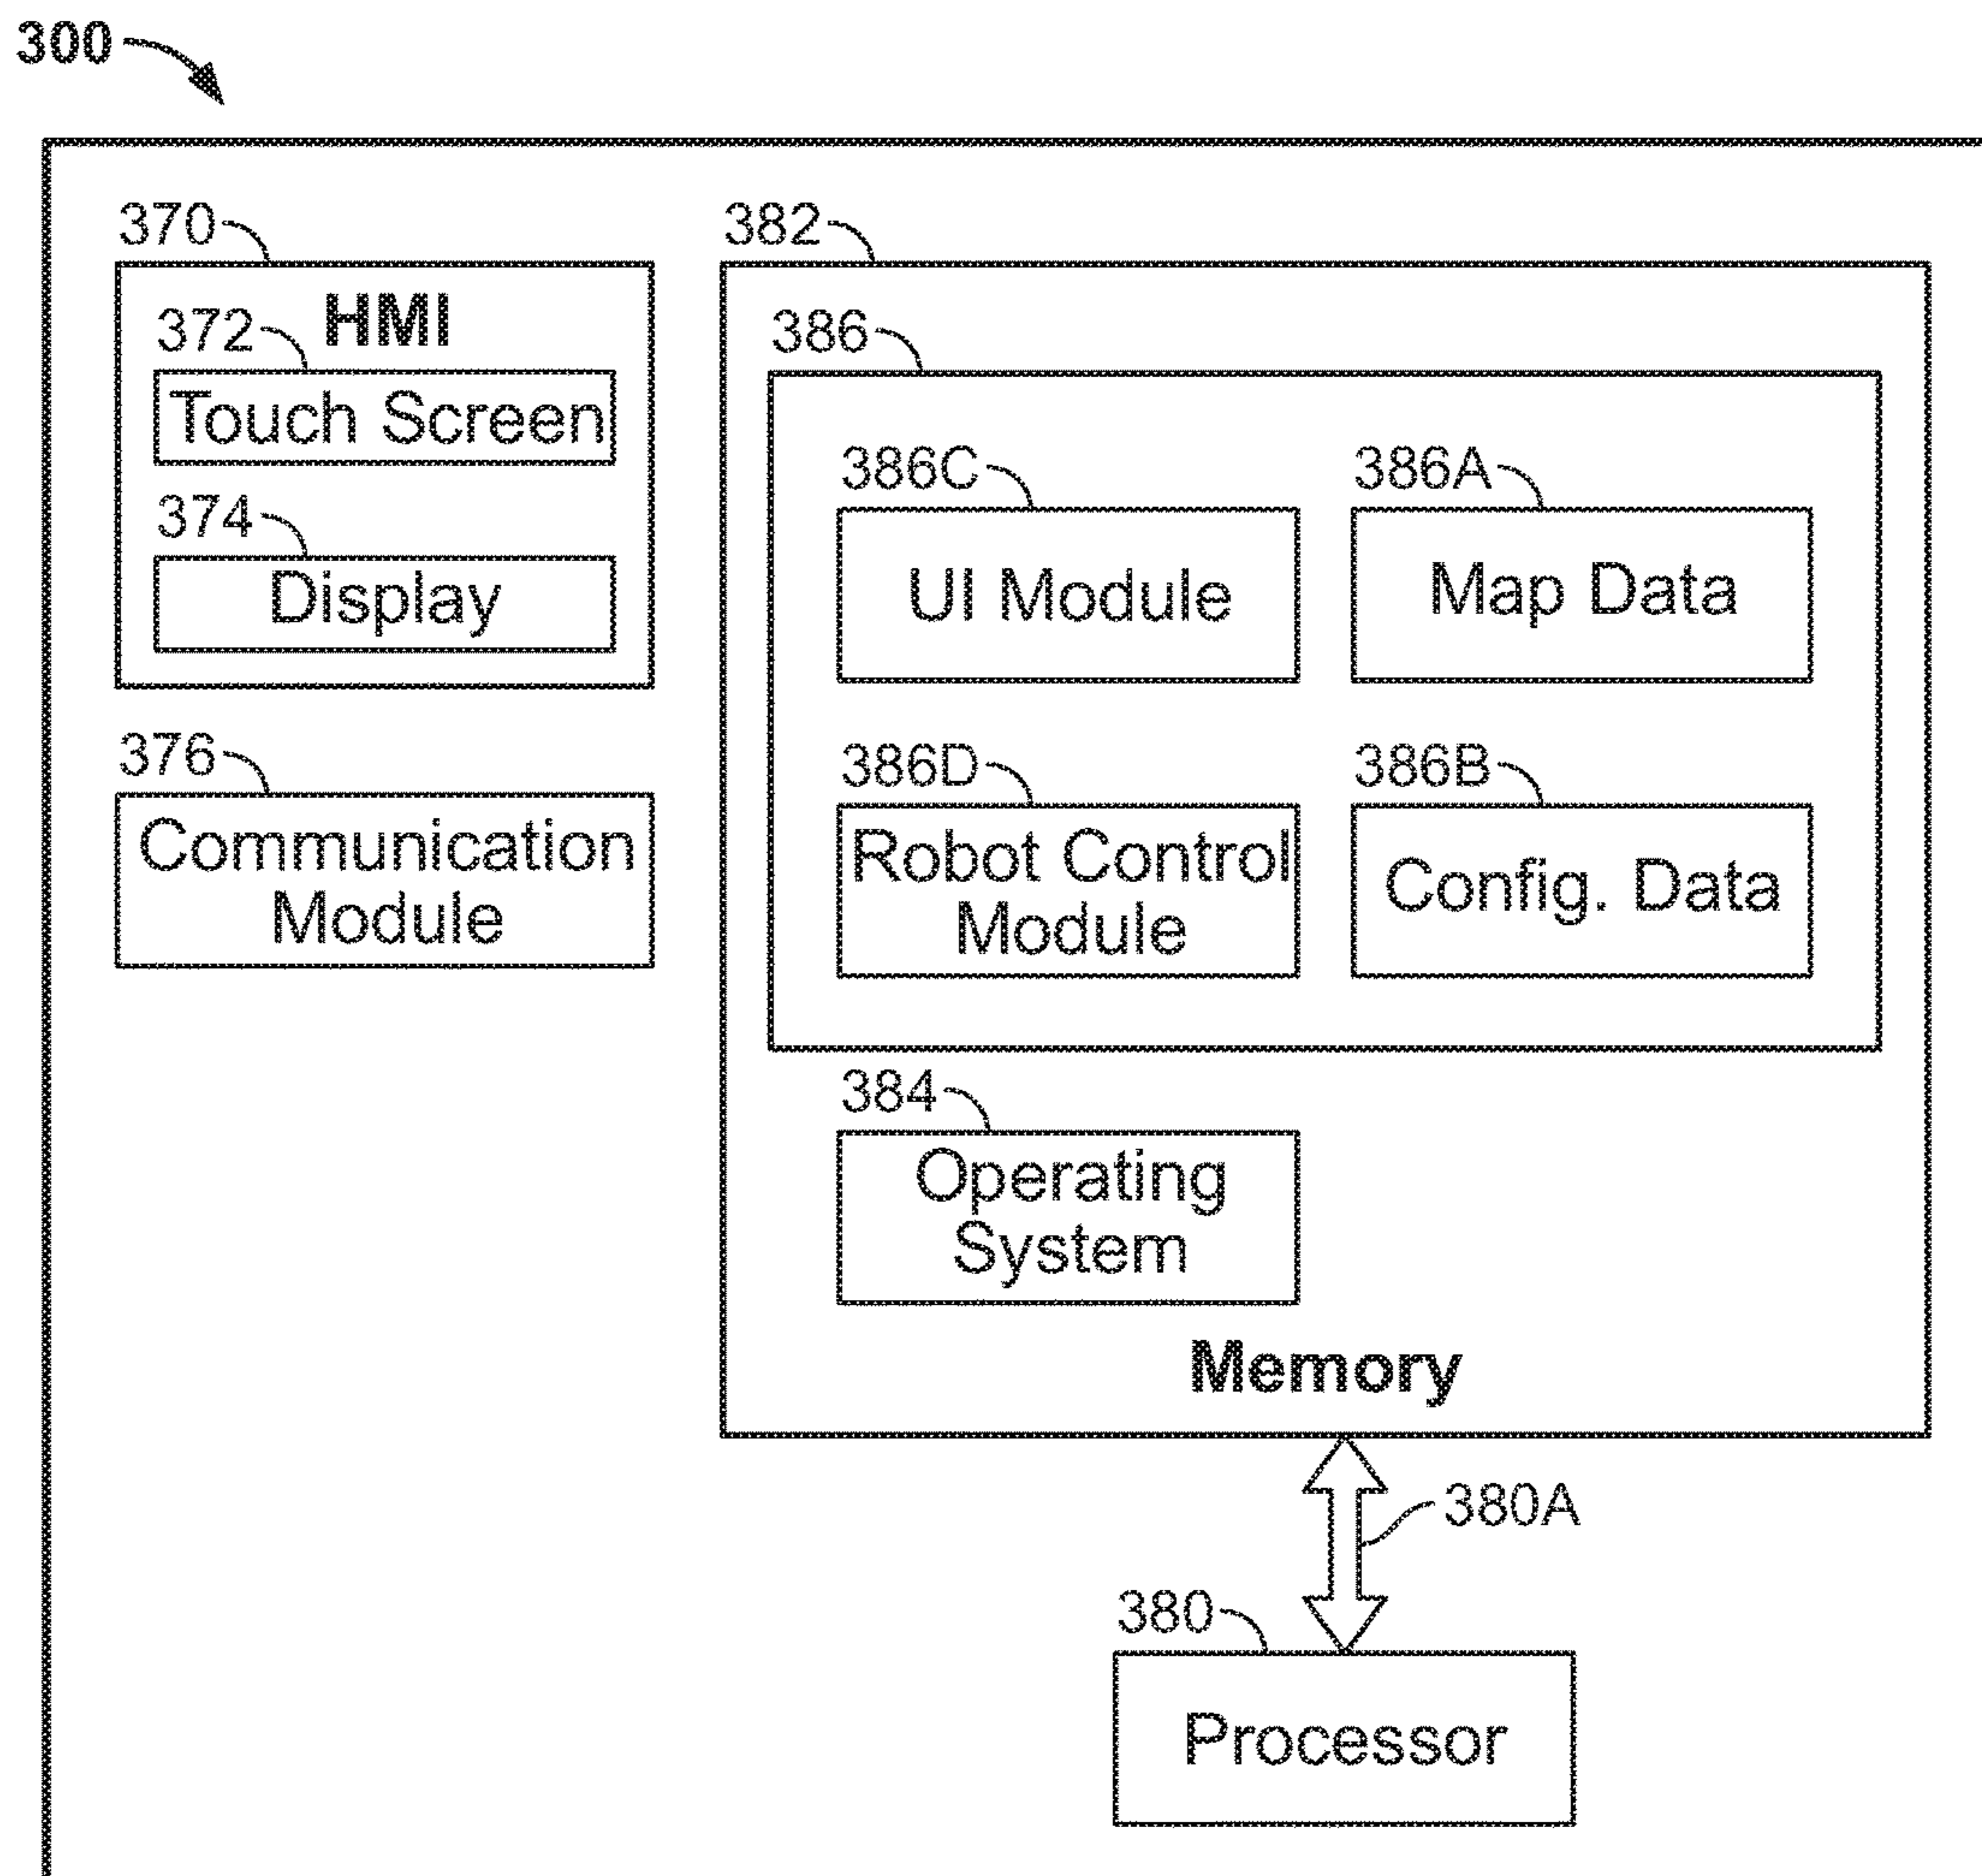 300
370
HMI
372
Touch Screen
374
Display
376
Communication
Module
382
386
386C
UI Module
386A
Map Data
386D
Robot Control
Module
386B
Config. Data
384
Operating
System
Memory
380A
380
Processor